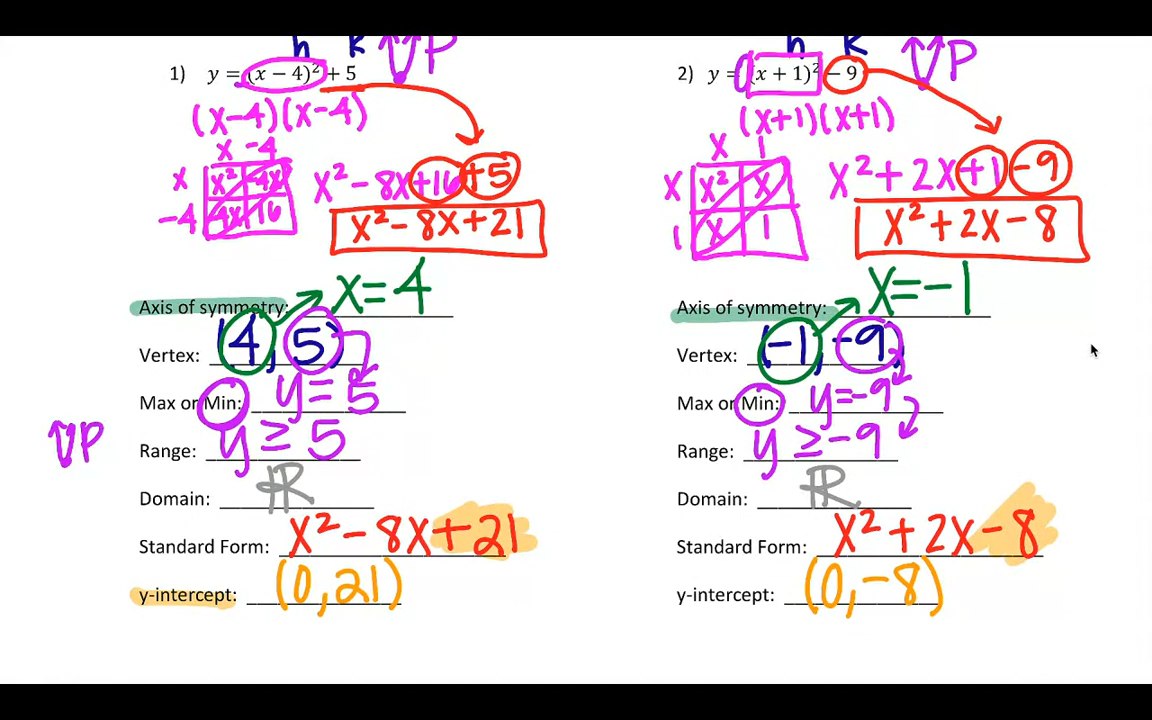 h k P
1) y = (x − 4)² + 5
(x−4)(x−4)
x −4
x x² −4x x² − 8x +16 +5
−4 4x 16 x² − 8x + 21
Axis of symmetry: x = 4
Vertex: (4, 5)
Max or Min: y = 5
Range: y ≥ 5
UP
Domain: ℝ
Standard Form: x² − 8x + 21
y-intercept: (0, 21)
h k P
2) y = (x + 1)² − 9
(x+1)(x+1)
x 1
x x² x x² + 2x +1 −9
1 x 1 x² + 2x − 8
Axis of symmetry: x = −1
Vertex: (−1, −9)
Max or Min: y = −9
Range: y ≥ −9
Domain: ℝ
Standard Form: x² + 2x − 8
y-intercept: (0, −8)